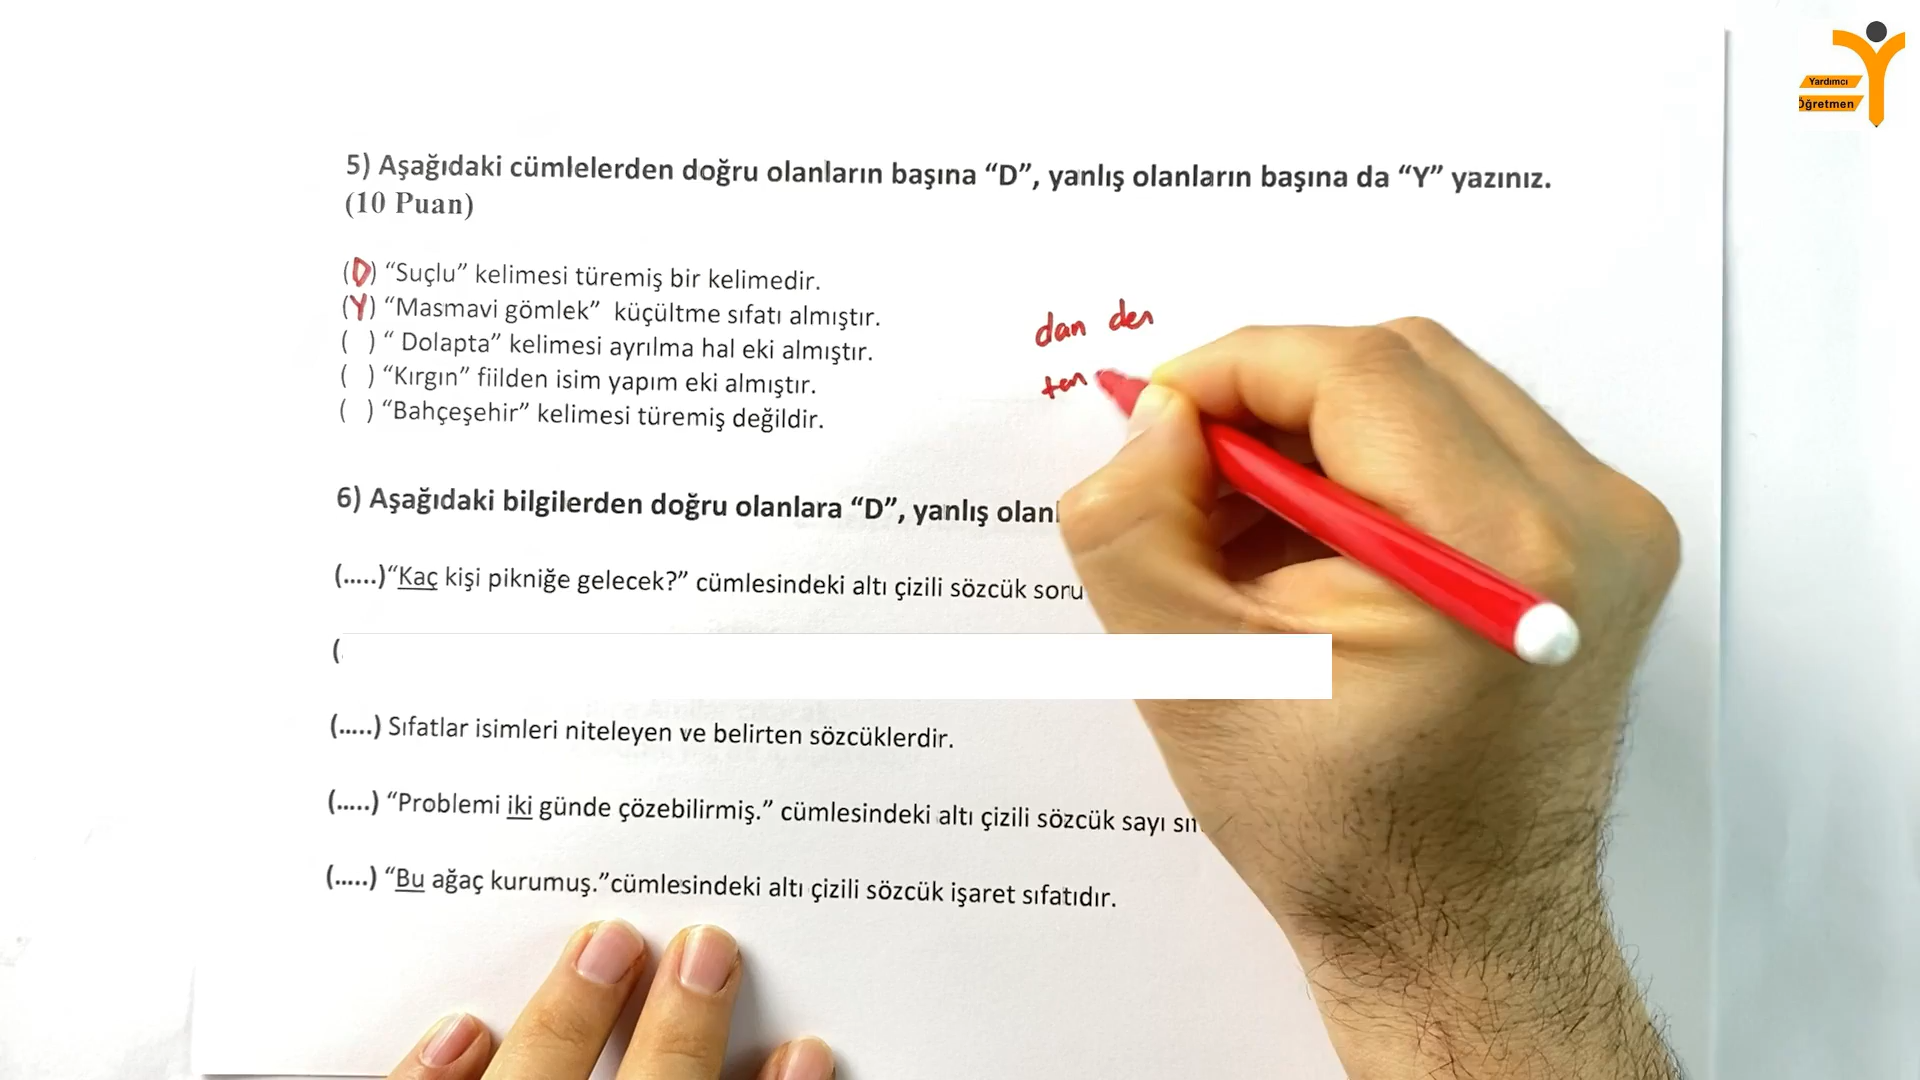 Yardımcı
Öğretmen
5) Aşağıdaki cümlelerden doğru olanların başına “D”, yanlış olanların başına da “Y” yazınız.
(10 Puan)
(D) “Suçlu” kelimesi türemiş bir kelimedir.
(Y) “Masmavi gömlek” küçültme sıfatı almıştır.
( ) “ Dolapta” kelimesi ayrılma hal eki almıştır.
( ) “Kırgın” fiilden isim yapım eki almıştır.
( ) “Bahçeşehir” kelimesi türemiş değildir.
dan den
ten
6) Aşağıdaki bilgilerden doğru olanlara “D”, yanlış olanl
(.....)“Kaç kişi pikniğe gelecek?” cümlesindeki altı çizili sözcük soru
(
(.....) Sıfatlar isimleri niteleyen ve belirten sözcüklerdir.
(.....) “Problemi iki günde çözebilirmiş.” cümlesindeki altı çizili sözcük sayı sı
(.....) “Bu ağaç kurumuş.”cümlesindeki altı çizili sözcük işaret sıfatıdır.